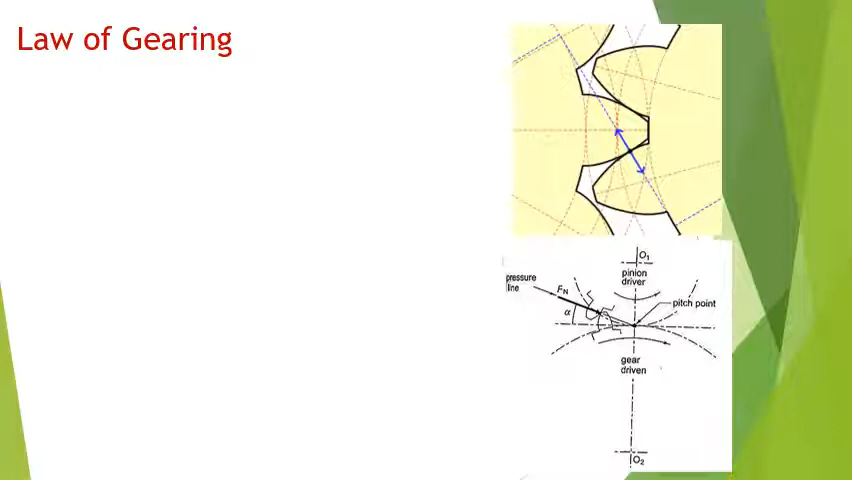 Law of Gearing
O1
pinion
driver
pressure
line
FN
pitch point
α
gear
driven
O2